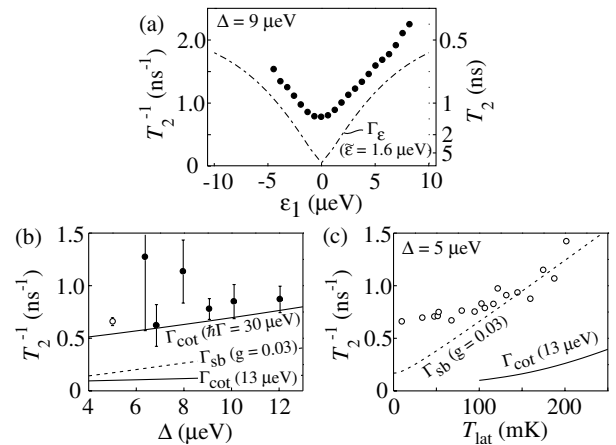 (a)
Δ = 9 μeV
2.0
1.0
0
T₂⁻¹ (ns⁻¹)
0.5
1
2
5
T₂ (ns)
Γε
(ε̃ = 1.6 μeV)
-10 -5 0 5 10
ε₁ (μeV)
(b)
1.5
1.0
0.5
0
T₂⁻¹ (ns⁻¹)
Γcot (ħΓ = 30 μeV)
Γsb (g = 0.03)
Γcot (13 μeV)
4 6 8 10 12
Δ (μeV)
(c)
Δ = 5 μeV
1.5
1.0
0.5
0
T₂⁻¹ (ns⁻¹)
Γsb (g = 0.03)
Γcot (13 μeV)
0 100 200
Tlat (mK)